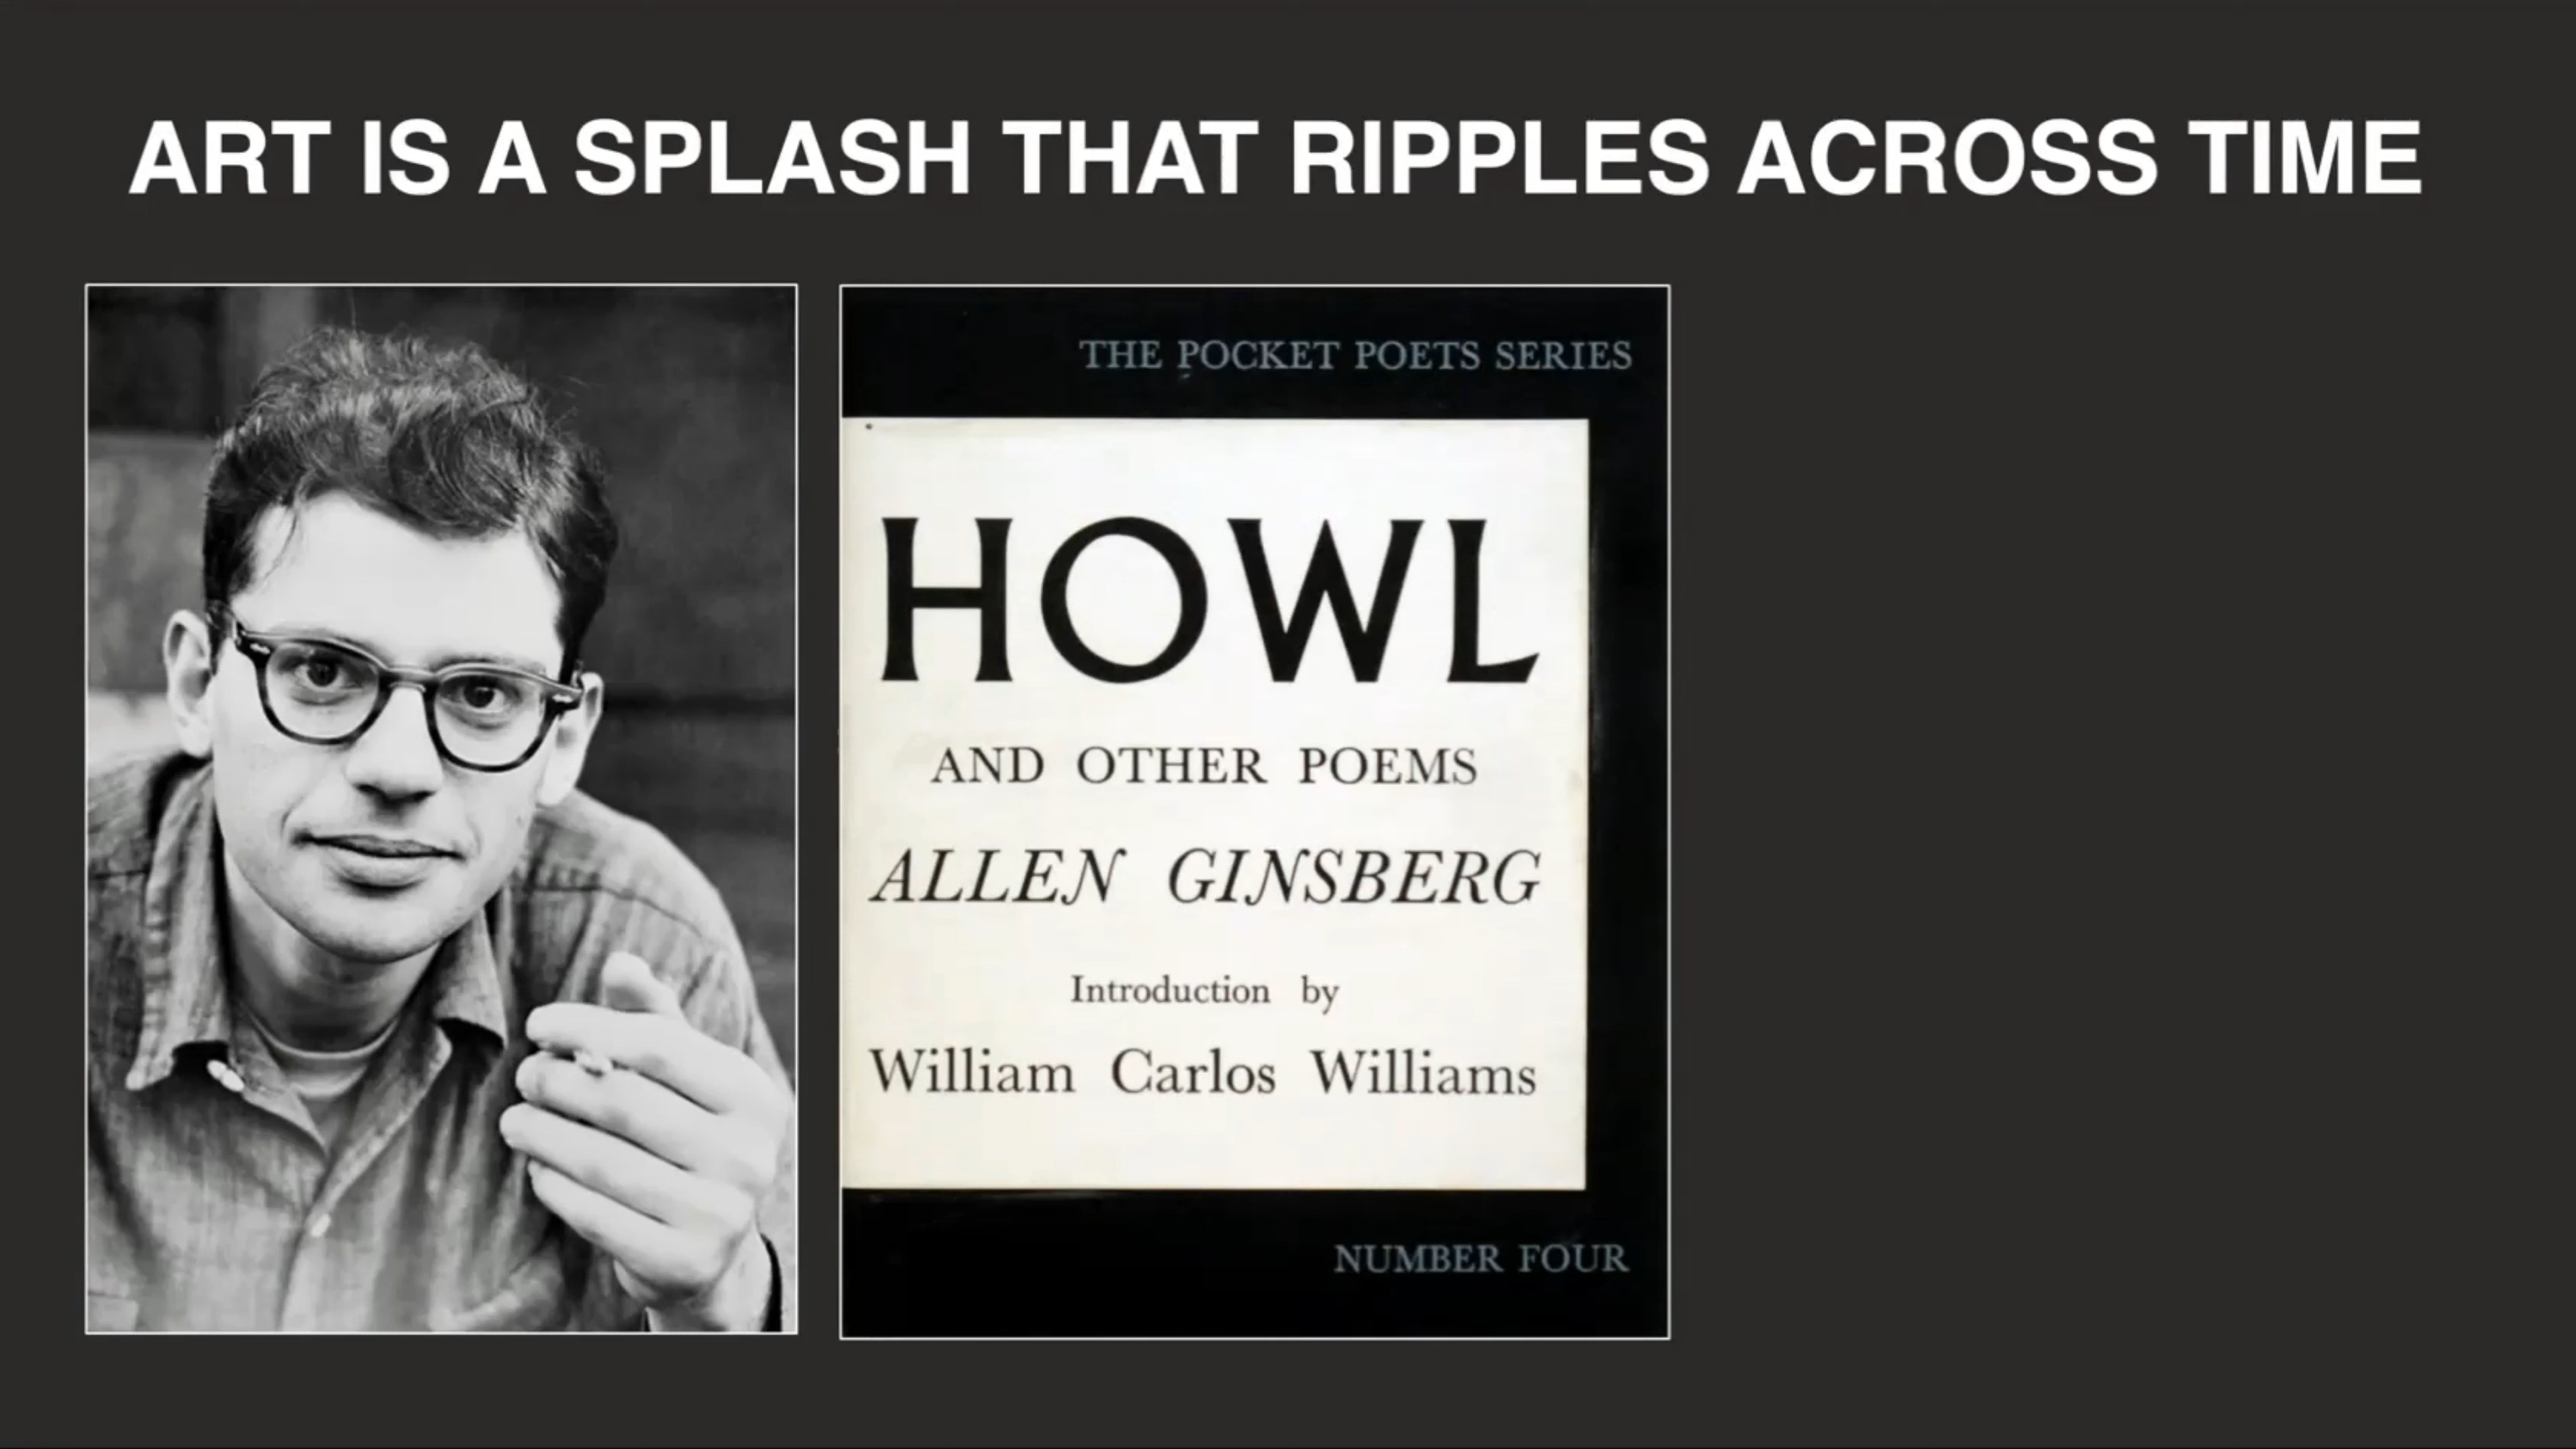 ART IS A SPLASH THAT RIPPLES ACROSS TIME
THE POCKET POETS SERIES
HOWL
AND OTHER POEMS
ALLEN GINSBERG
Introduction by
William Carlos Williams
NUMBER FOUR